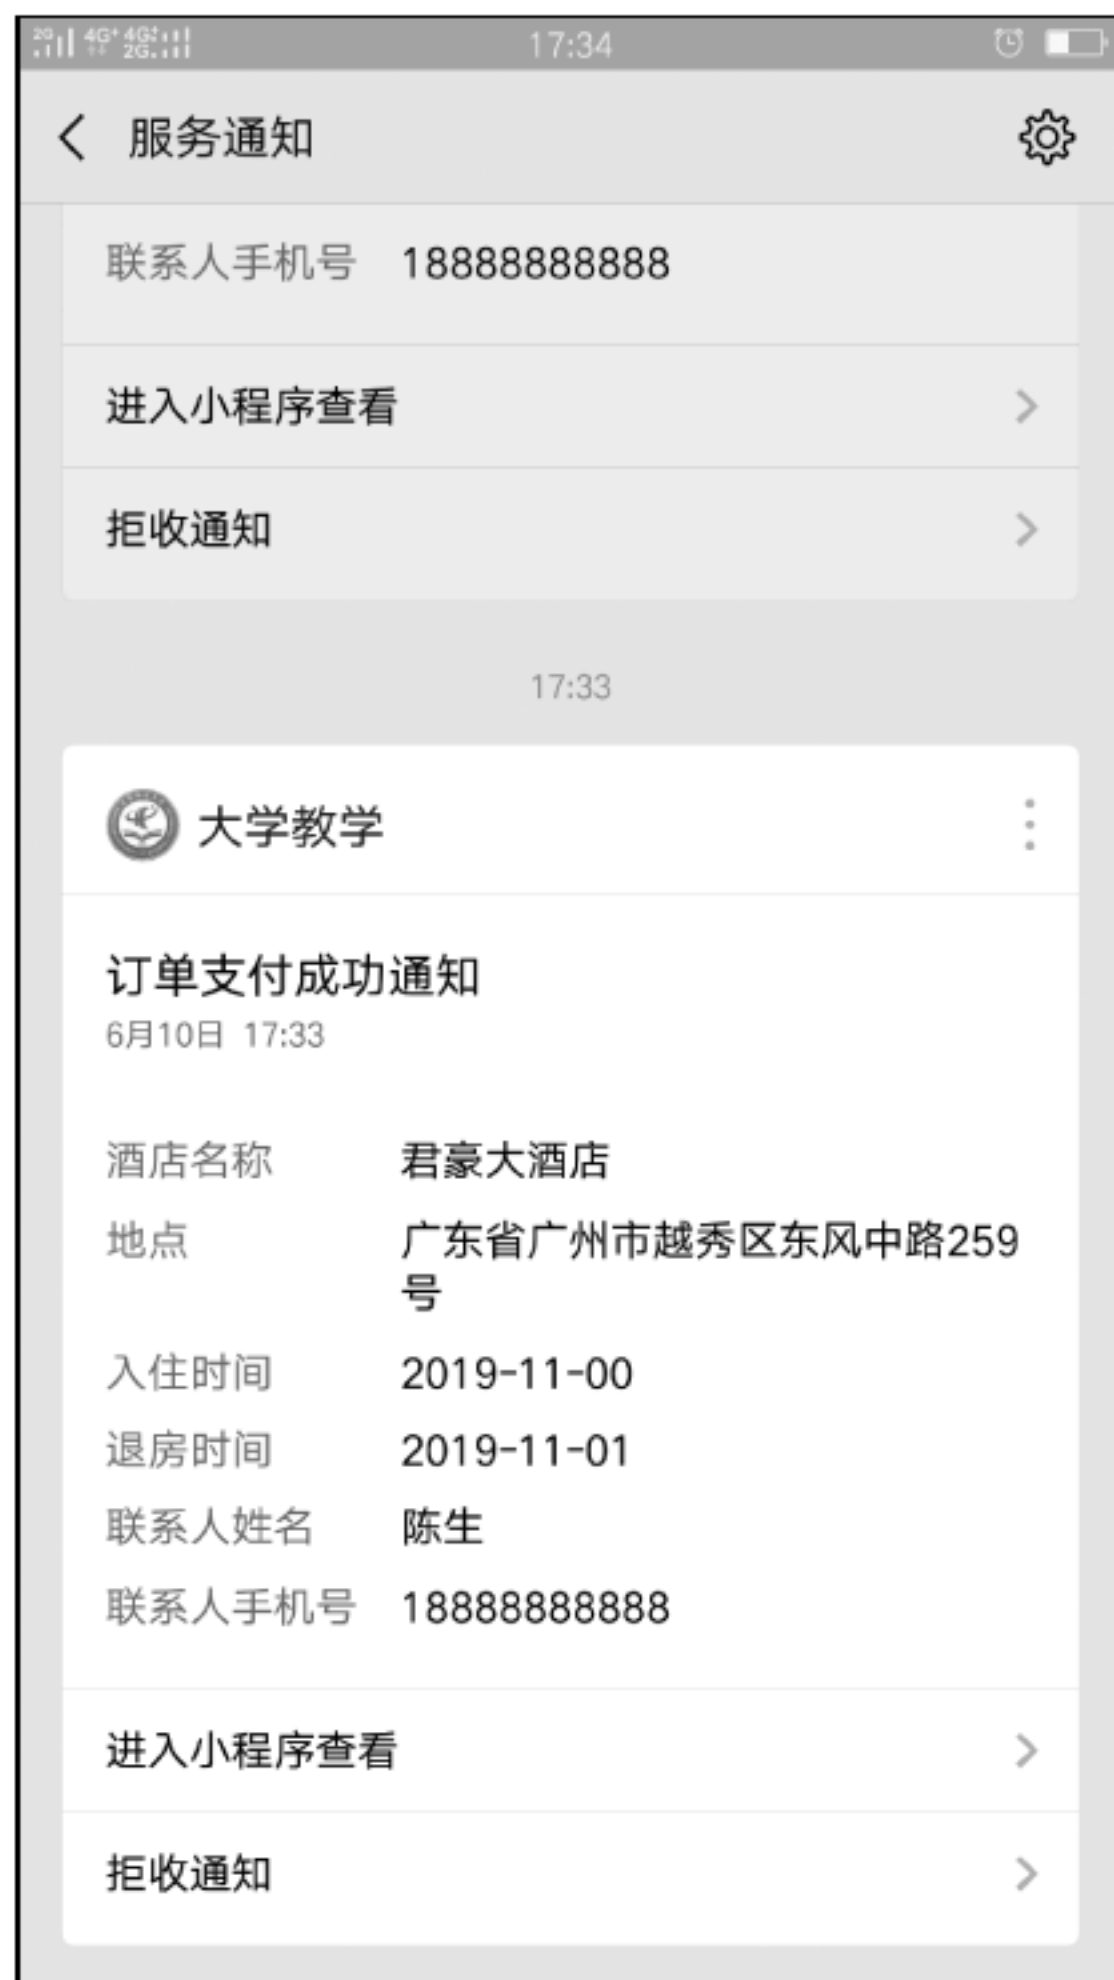 2G 4G+ 4G+ 2G 17:34
服务通知
联系人手机号 18888888888
进入小程序查看
拒收通知
17:33
大学教学
订单支付成功通知
6月10日 17:33
酒店名称 君豪大酒店
地点 广东省广州市越秀区东风中路259
号
入住时间 2019-11-00
退房时间 2019-11-01
联系人姓名 陈生
联系人手机号 18888888888
进入小程序查看
拒收通知